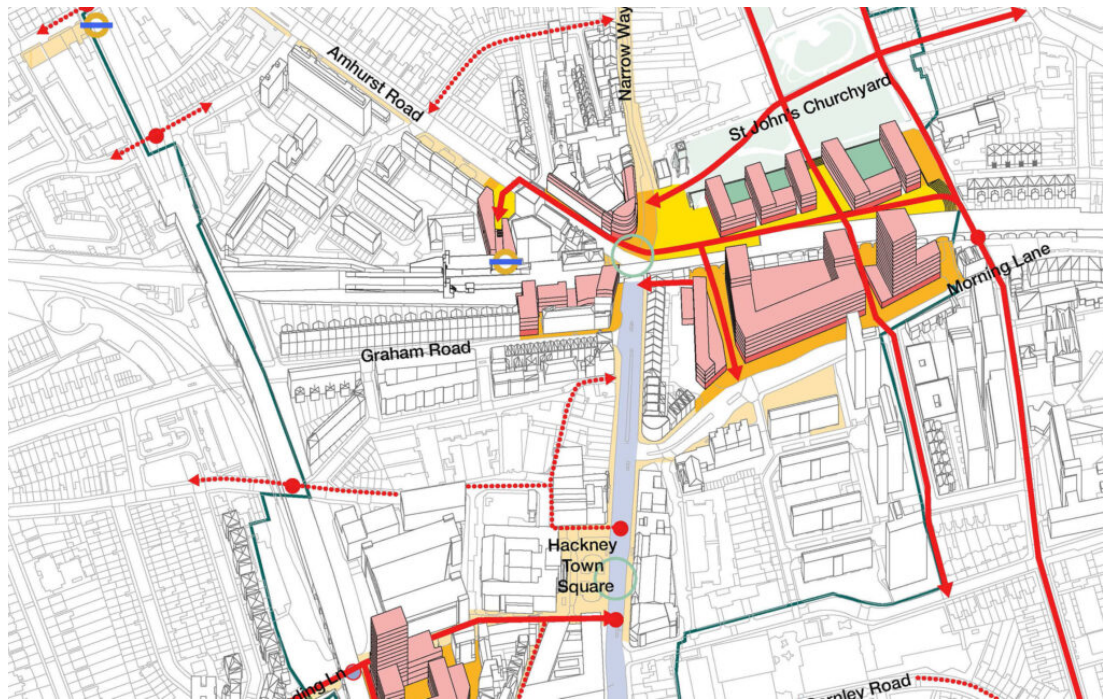 Amhurst Road
Narrow Way
St John's Churchyard
Morning Lane
Graham Road
Hackney
Town
Square